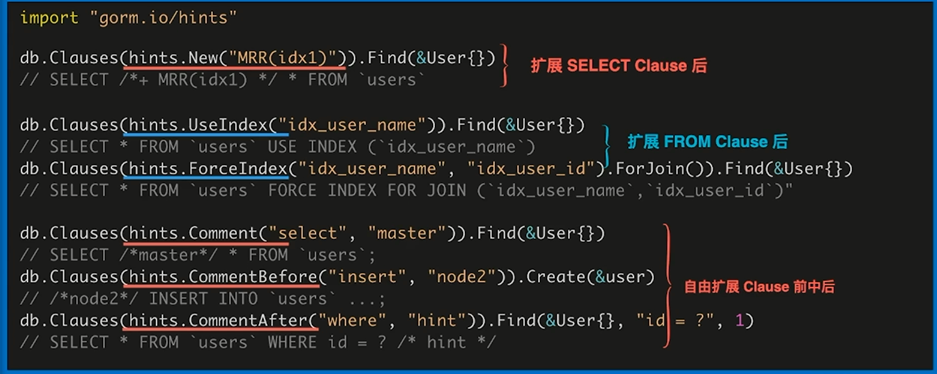 import "gorm.io/hints"
db.Clauses(hints.New("MRR(idx1)")).Find(&User{})
扩展 SELECT Clause 后
// SELECT /*+ MRR(idx1) */ * FROM `users`
db.Clauses(hints.UseIndex("idx_user_name")).Find(&User{})
扩展 FROM Clause 后
// SELECT * FROM `users` USE INDEX (`idx_user_name`)
db.Clauses(hints.ForceIndex("idx_user_name", "idx_user_id").ForJoin()).Find(&User{})
// SELECT * FROM `users` FORCE INDEX FOR JOIN (`idx_user_name`,`idx_user_id`)"
db.Clauses(hints.Comment("select", "master")).Find(&User{})
// SELECT /*master*/ * FROM `users`;
db.Clauses(hints.CommentBefore("insert", "node2")).Create(&user)
自由扩展 Clause 前中后
// /*node2*/ INSERT INTO `users` ...;
db.Clauses(hints.CommentAfter("where", "hint")).Find(&User{}, "id = ?", 1)
// SELECT * FROM `users` WHERE id = ? /* hint */